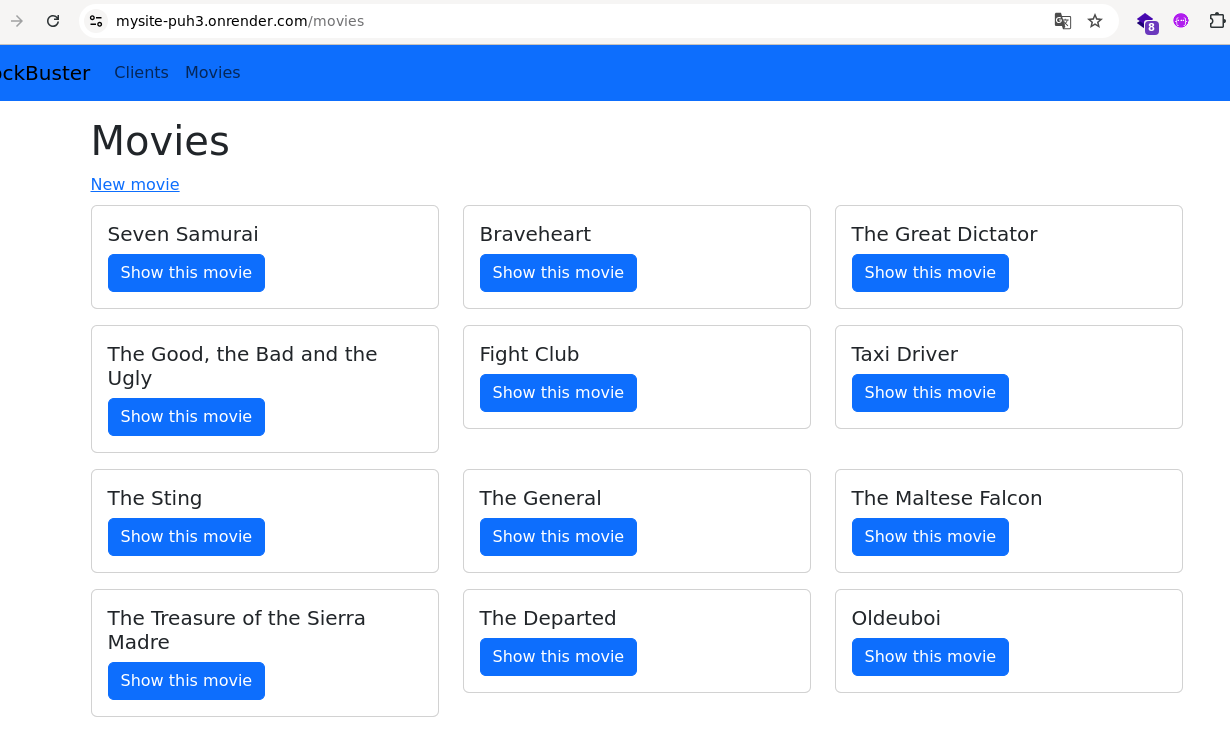 mysite-puh3.onrender.com/movies
8
ockBuster Clients Movies
Movies
New movie
Seven Samurai
Show this movie
Braveheart
Show this movie
The Great Dictator
Show this movie
The Good, the Bad and the
Ugly
Show this movie
Fight Club
Show this movie
Taxi Driver
Show this movie
The Sting
Show this movie
The General
Show this movie
The Maltese Falcon
Show this movie
The Treasure of the Sierra
Madre
Show this movie
The Departed
Show this movie
Oldeuboi
Show this movie